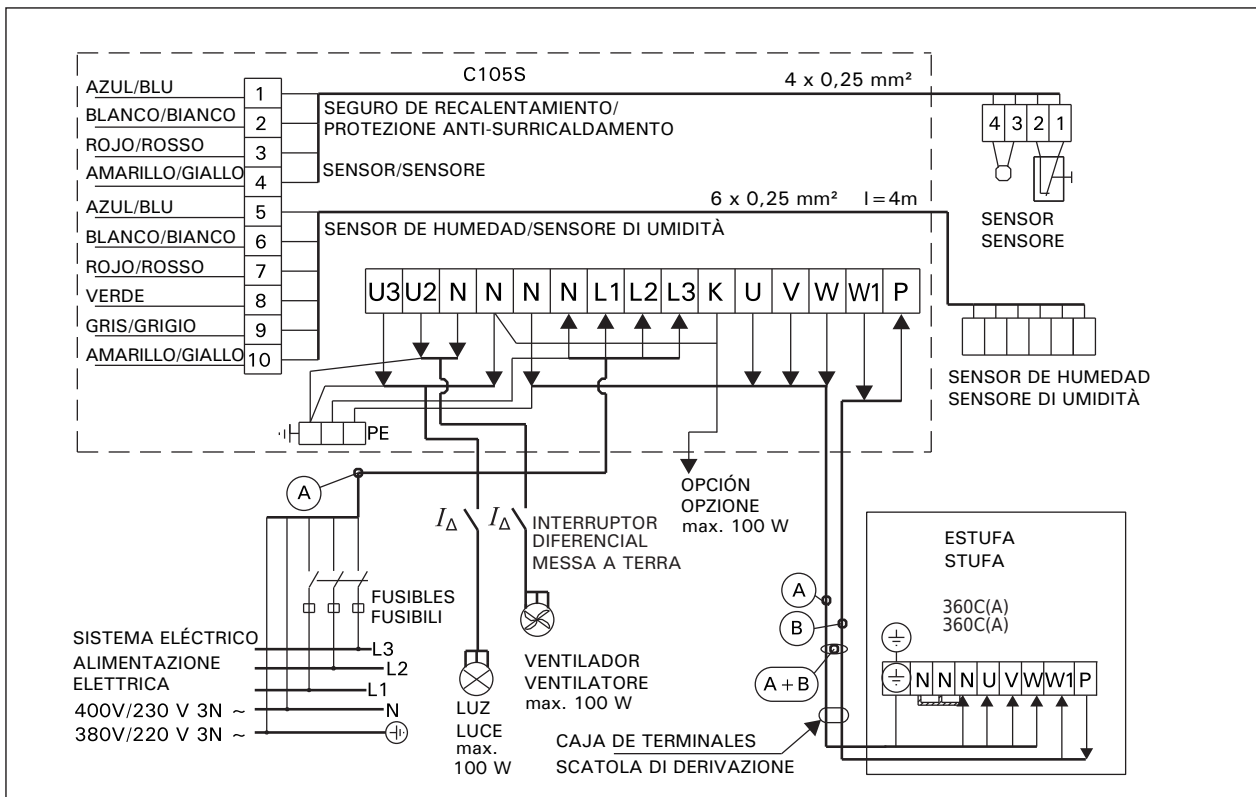 C105S
4 x 0,25 mm²
AZUL/BLU 1
BLANCO/BIANCO 2
ROJO/ROSSO 3
AMARILLO/GIALLO 4
AZUL/BLU 5
BLANCO/BIANCO 6
ROJO/ROSSO 7
VERDE 8
GRIS/GRIGIO 9
AMARILLO/GIALLO 10
SEGURO DE RECALENTAMIENTO/
PROTEZIONE ANTI-SURRICALDAMENTO
SENSOR/SENSORE
6 x 0,25 mm² l=4m
SENSOR DE HUMEDAD/SENSORE DI UMIDITÀ
4 3 2 1
SENSOR
SENSORE
U3 U2 N N N N L1 L2 L3 K U V W W1 P
SENSOR DE HUMEDAD
SENSORE DI UMIDITÀ
PE
A
OPCIÓN
OPZIONE
max. 100 W
I∆ I∆
INTERRUPTOR
DIFERENCIAL
MESSA A TERRA
FUSIBLES
FUSIBILI
SISTEMA ELÉCTRICO
ALIMENTAZIONE
ELETTRICA
400V/230 V 3N ~
380V/220 V 3N ~
L3
L2
L1
N
LUZ
LUCE
max.
100 W
VENTILADOR
VENTILATORE
max. 100 W
A
B
A+B
CAJA DE TERMINALES
SCATOLA DI DERIVAZIONE
ESTUFA
STUFA
360C(A)
360C(A)
N N N U V W W1 P